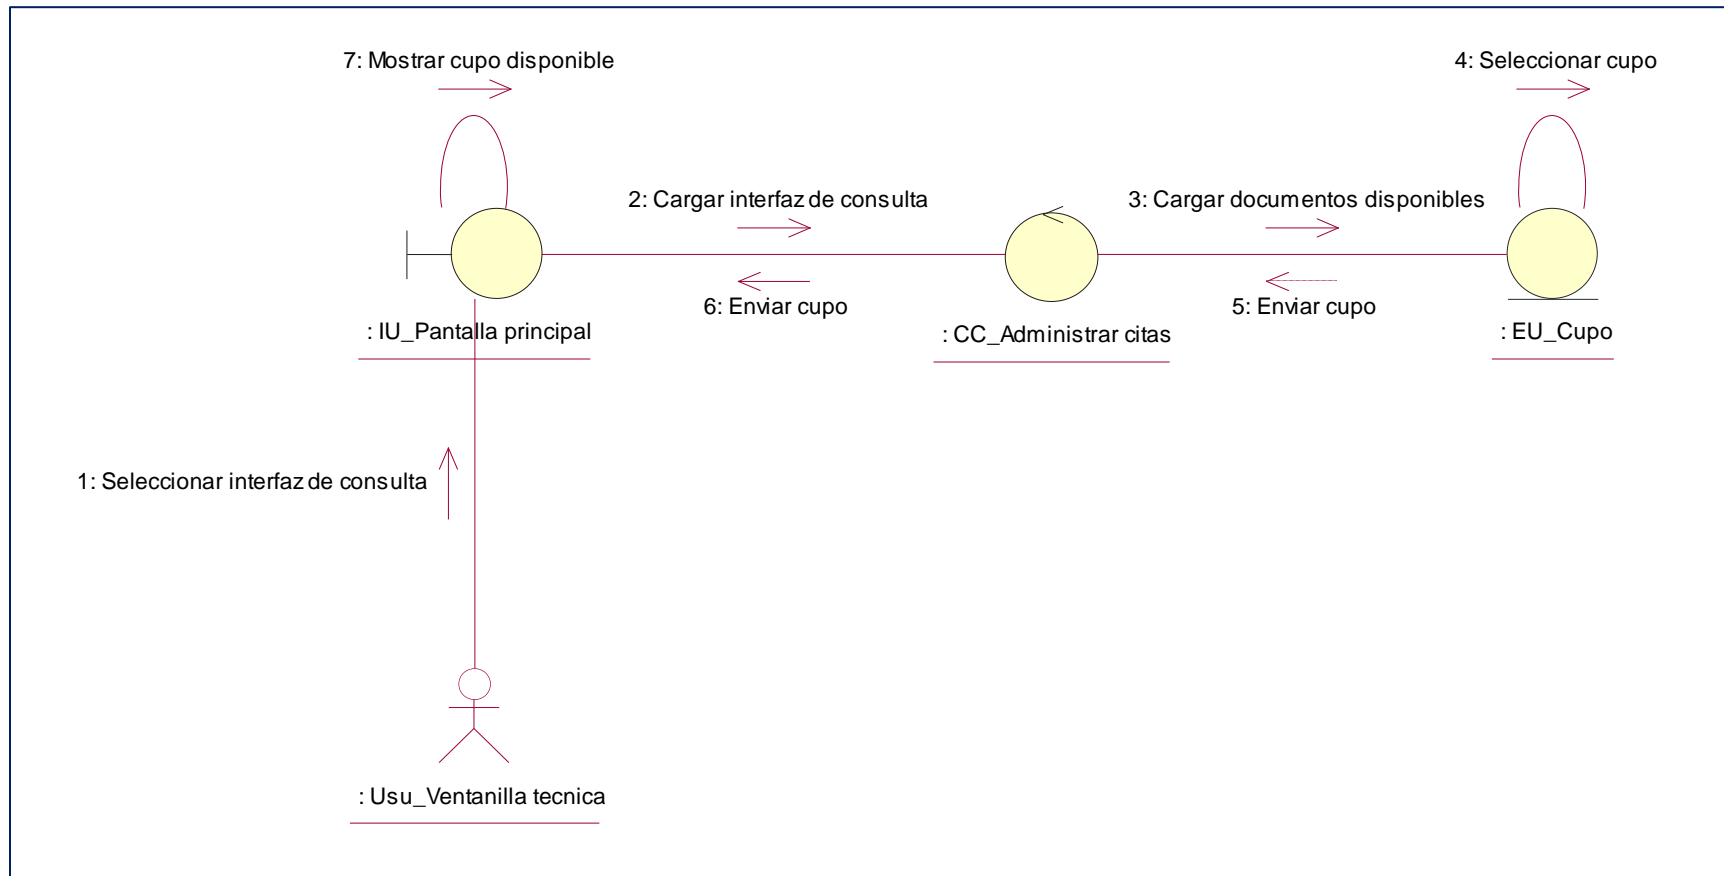 7: Mostrar cupo disponible
4: Seleccionar cupo
2: Cargar interfaz de consulta
3: Cargar documentos disponibles
6: Enviar cupo
5: Enviar cupo
: IU_Pantalla principal
: CC_Administrar citas
: EU_Cupo
1: Seleccionar interfaz de consulta
: Usu_Ventanilla tecnica